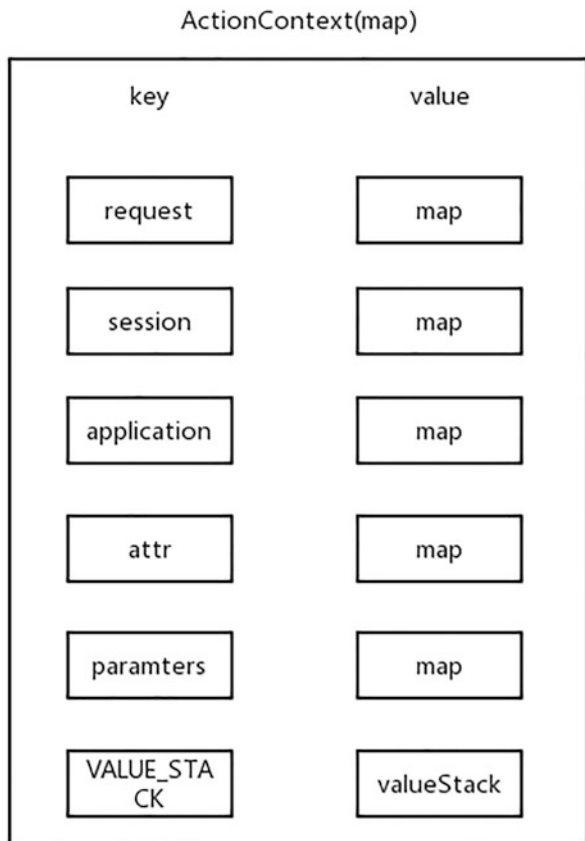 ActionContext(map)
key value
request map
session map
application map
attr map
paramters map
VALUE_STA
CK
valueStack